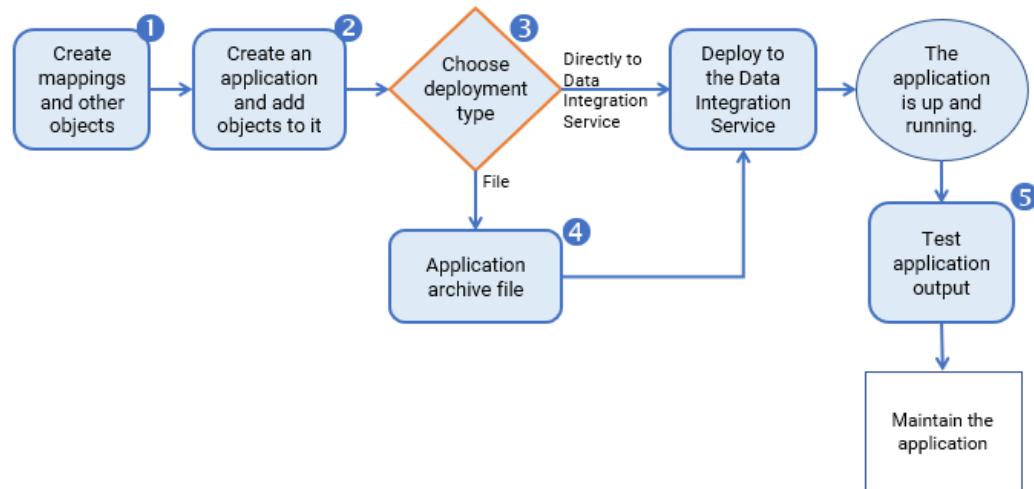 1
Create
mappings
and other
objects
2
Create an
application
and add
objects to it
3
Choose
deployment
type
Directly to
Data
Integration
Service
File
4
Application
archive file
Deploy to
the Data
Integration
Service
The
application
is up and
running.
5
Test
application
output
Maintain the
application